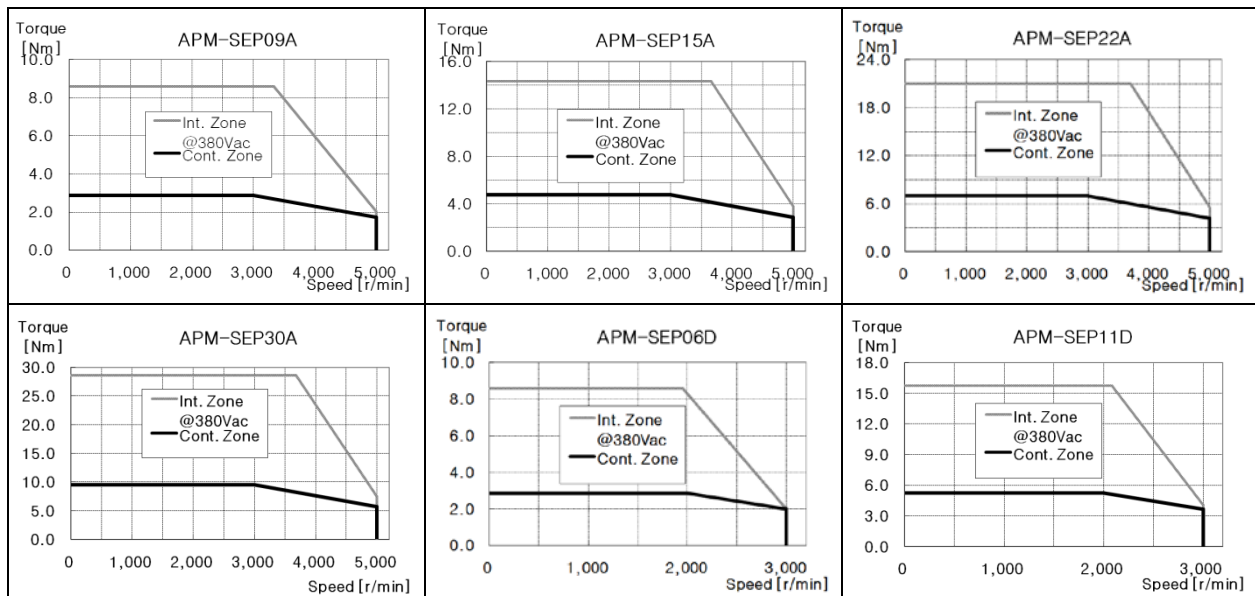 Torque
[Nm]
APM-SEP09A
10.0
8.0
6.0
4.0
2.0
0.0
Int. Zone
@380Vac
Cont. Zone
0 1,000 2,000 3,000 4,000 5,000
Speed [r/min]
Torque
[Nm]
APM-SEP15A
16.0
12.0
8.0
4.0
0.0
Int. Zone
@380Vac
Cont. Zone
0 1,000 2,000 3,000 4,000 5,000
Speed [r/min]
Torque
[Nm]
APM-SEP22A
24.0
18.0
12.0
6.0
0.0
Int. Zone
@380Vac
Cont. Zone
0 1,000 2,000 3,000 4,000 5,000
Speed [r/min]
Torque
[Nm]
APM-SEP30A
30.0
25.0
20.0
15.0
10.0
5.0
0.0
Int. Zone
@380Vac
Cont. Zone
0 1,000 2,000 3,000 4,000 5,000
Speed [r/min]
Torque
[Nm]
APM-SEP06D
10.0
8.0
6.0
4.0
2.0
0.0
Int. Zone
@380Vac
Cont. Zone
0 1,000 2,000 3,000
Speed [r/min]
Torque
[Nm]
APM-SEP11D
18.0
15.0
12.0
9.0
6.0
3.0
0.0
Int. Zone
@380Vac
Cont. Zone
0 1,000 2,000 3,000
Speed [r/min]